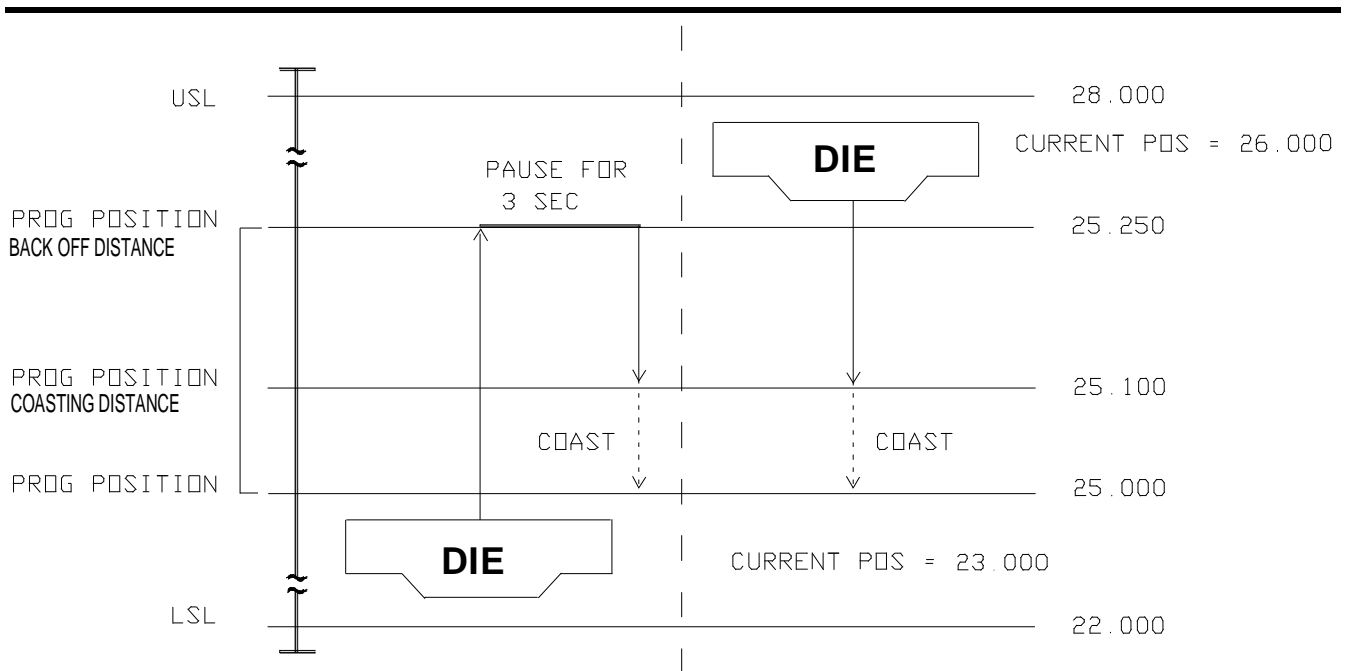 USL
28.000
DIE
CURRENT POS = 26.000
PAUSE FOR
3 SEC
PROG POSITION
BACK OFF DISTANCE
25.250
PROG POSITION
COASTING DISTANCE
25.100
COAST
COAST
PROG POSITION
25.000
DIE
CURRENT POS = 23.000
LSL
22.000